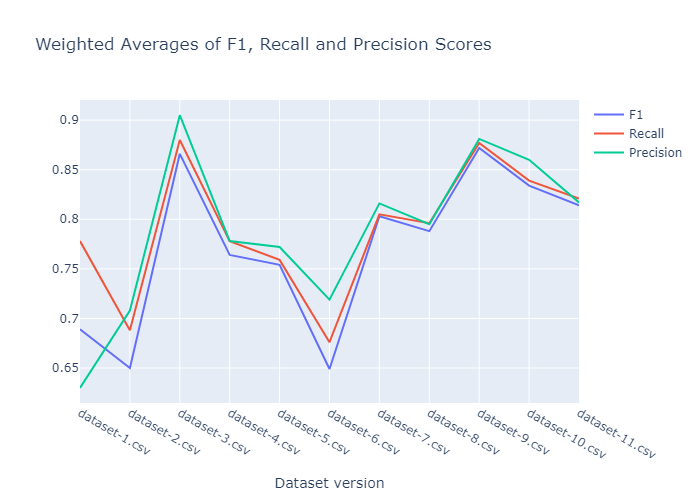 Weighted Averages of F1, Recall and Precision Scores
F1
Recall
Precision
0.9
0.85
0.8
0.75
0.7
0.65
dataset-1.csv
dataset-2.csv
dataset-3.csv
dataset-4.csv
dataset-5.csv
dataset-6.csv
dataset-7.csv
dataset-8.csv
dataset-9.csv
dataset-10.csv
dataset-11.csv
Dataset version